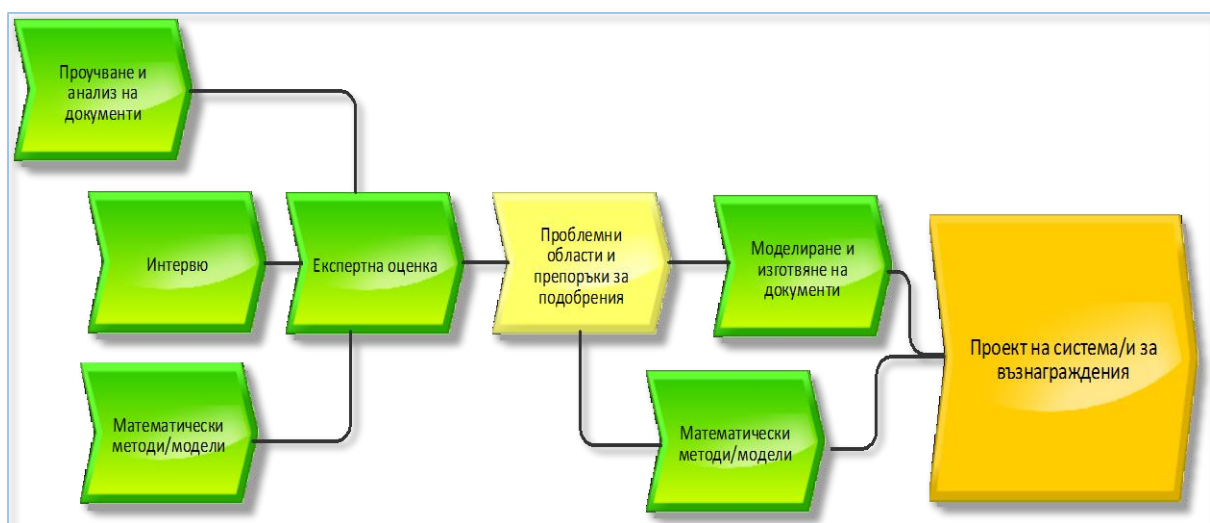 Проучване и
анализ на
документи
Интервю
Експертна оценка
Проблемни
области и
препоръки за
подобрения
Моделиране и
изготвяне на
документи
Проект на система/и за
възнаграждения
Математически
методи/модели
Математически
методи/модели